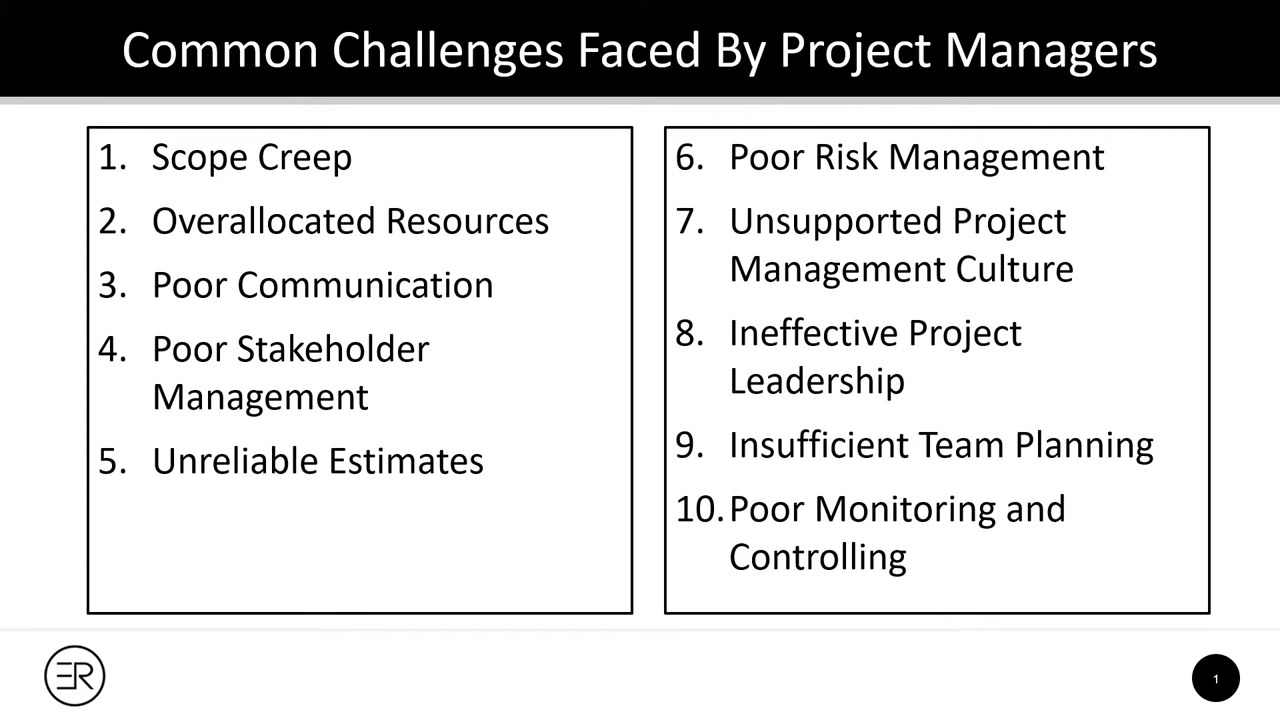 Common Challenges Faced By Project Managers
1. Scope Creep
2. Overallocated Resources
3. Poor Communication
4. Poor Stakeholder
Management
5. Unreliable Estimates
6. Poor Risk Management
7. Unsupported Project
Management Culture
8. Ineffective Project
Leadership
9. Insufficient Team Planning
10. Poor Monitoring and
Controlling
ER
1